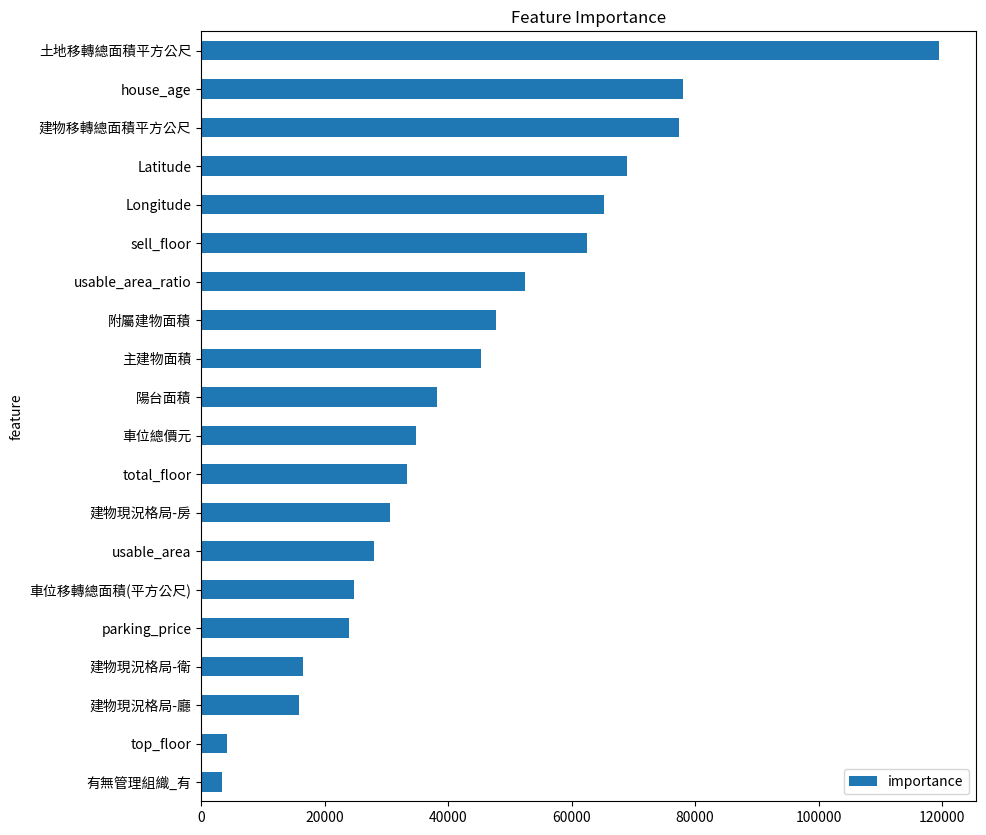 Feature Importance
feature
土地移轉總面積平方公尺
house_age
建物移轉總面積平方公尺
Latitude
Longitude
sell_floor
usable_area_ratio
附屬建物面積
主建物面積
陽台面積
車位總價元
total_floor
建物現況格局-房
usable_area
車位移轉總面積(平方公尺)
parking_price
建物現況格局-衛
建物現況格局-廳
top_floor
有無管理組織_有
importance
0 20000 40000 60000 80000 100000 120000